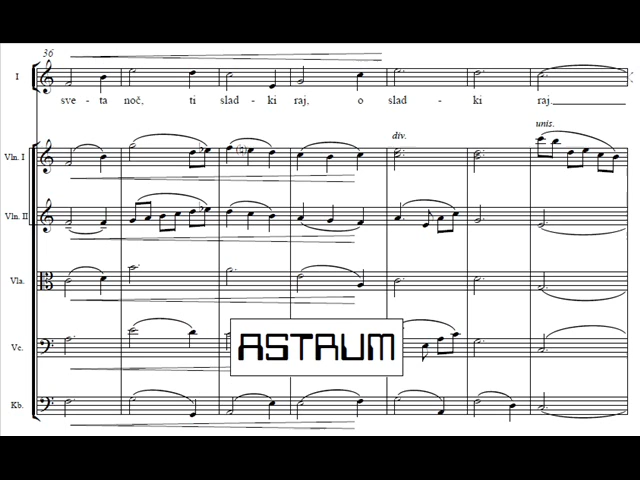 36
I
sve - ta noč, ti slad - ki raj, o slad - ki raj.
unis.
Vln. I
div.
Vln. II
Vla.
Vc.
ASTRUM
Kb.